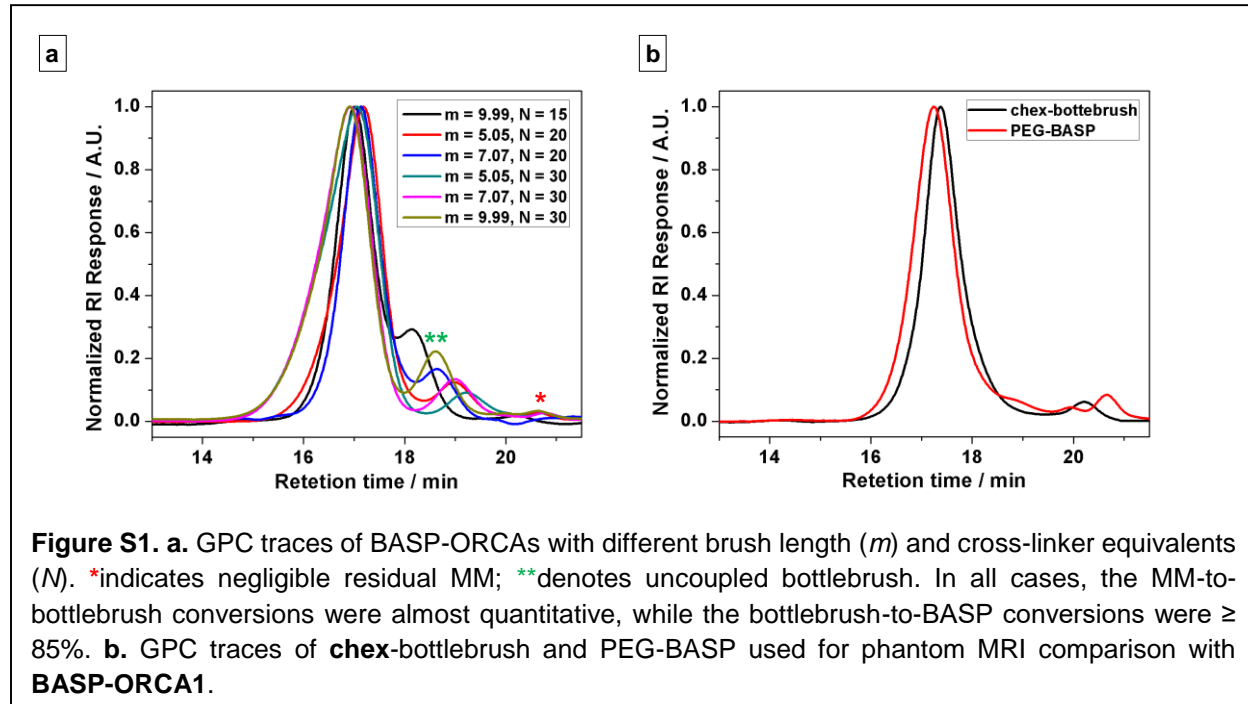 a
Normalized RI Response / A.U.
1.0
0.8
0.6
0.4
0.2
0.0
m = 9.99, N = 15
m = 5.05, N = 20
m = 7.07, N = 20
m = 5.05, N = 30
m = 7.07, N = 30
m = 9.99, N = 30
**
*
14 16 18 20
Retetion time / min
b
Normalized RI Response / A.U.
1.0
0.8
0.6
0.4
0.2
0.0
chex-bottebrush
PEG-BASP
14 16 18 20
Retetion time / min
Figure S1. a. GPC traces of BASP-ORCAs with different brush length (m) and cross-linker equivalents
(N). *indicates negligible residual MM; **denotes uncoupled bottlebrush. In all cases, the MM-to-
bottlebrush conversions were almost quantitative, while the bottlebrush-to-BASP conversions were ≥
85%. b. GPC traces of chex-bottlebrush and PEG-BASP used for phantom MRI comparison with
BASP-ORCA1.